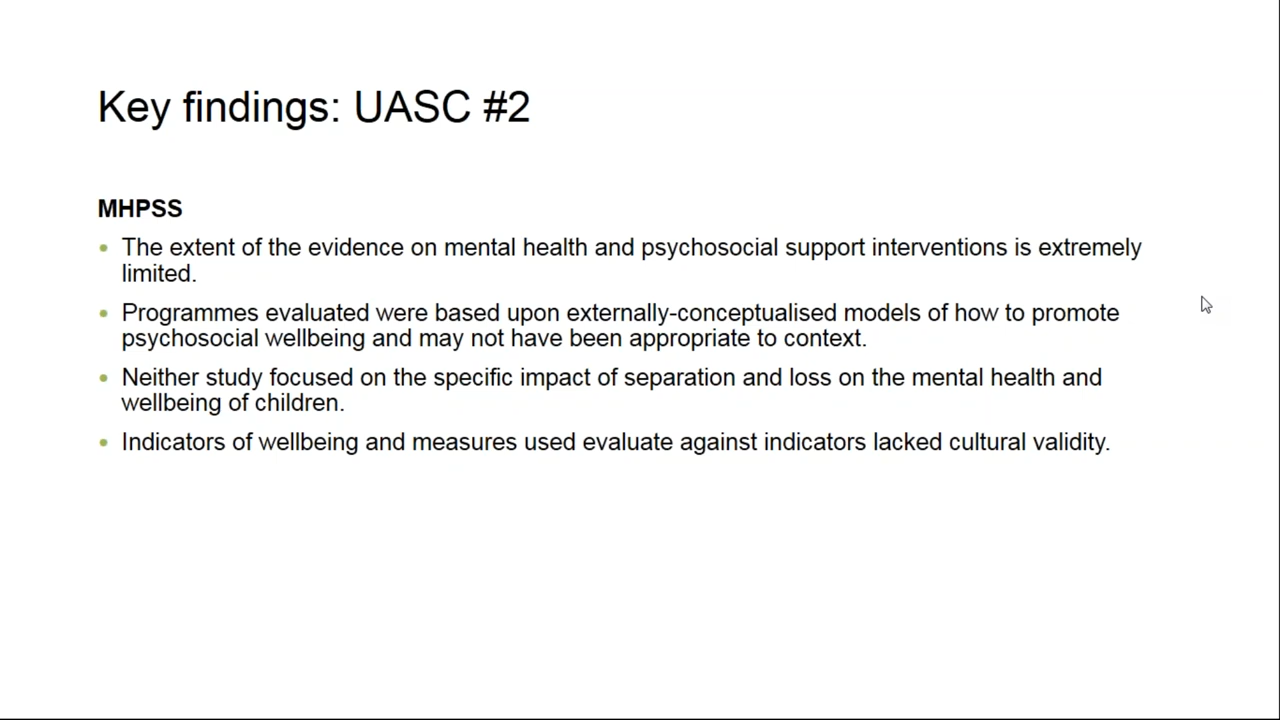 Key findings: UASC #2
MHPSS
• The extent of the evidence on mental health and psychosocial support interventions is extremely
limited.
• Programmes evaluated were based upon externally-conceptualised models of how to promote
psychosocial wellbeing and may not have been appropriate to context.
• Neither study focused on the specific impact of separation and loss on the mental health and
wellbeing of children.
• Indicators of wellbeing and measures used evaluate against indicators lacked cultural validity.